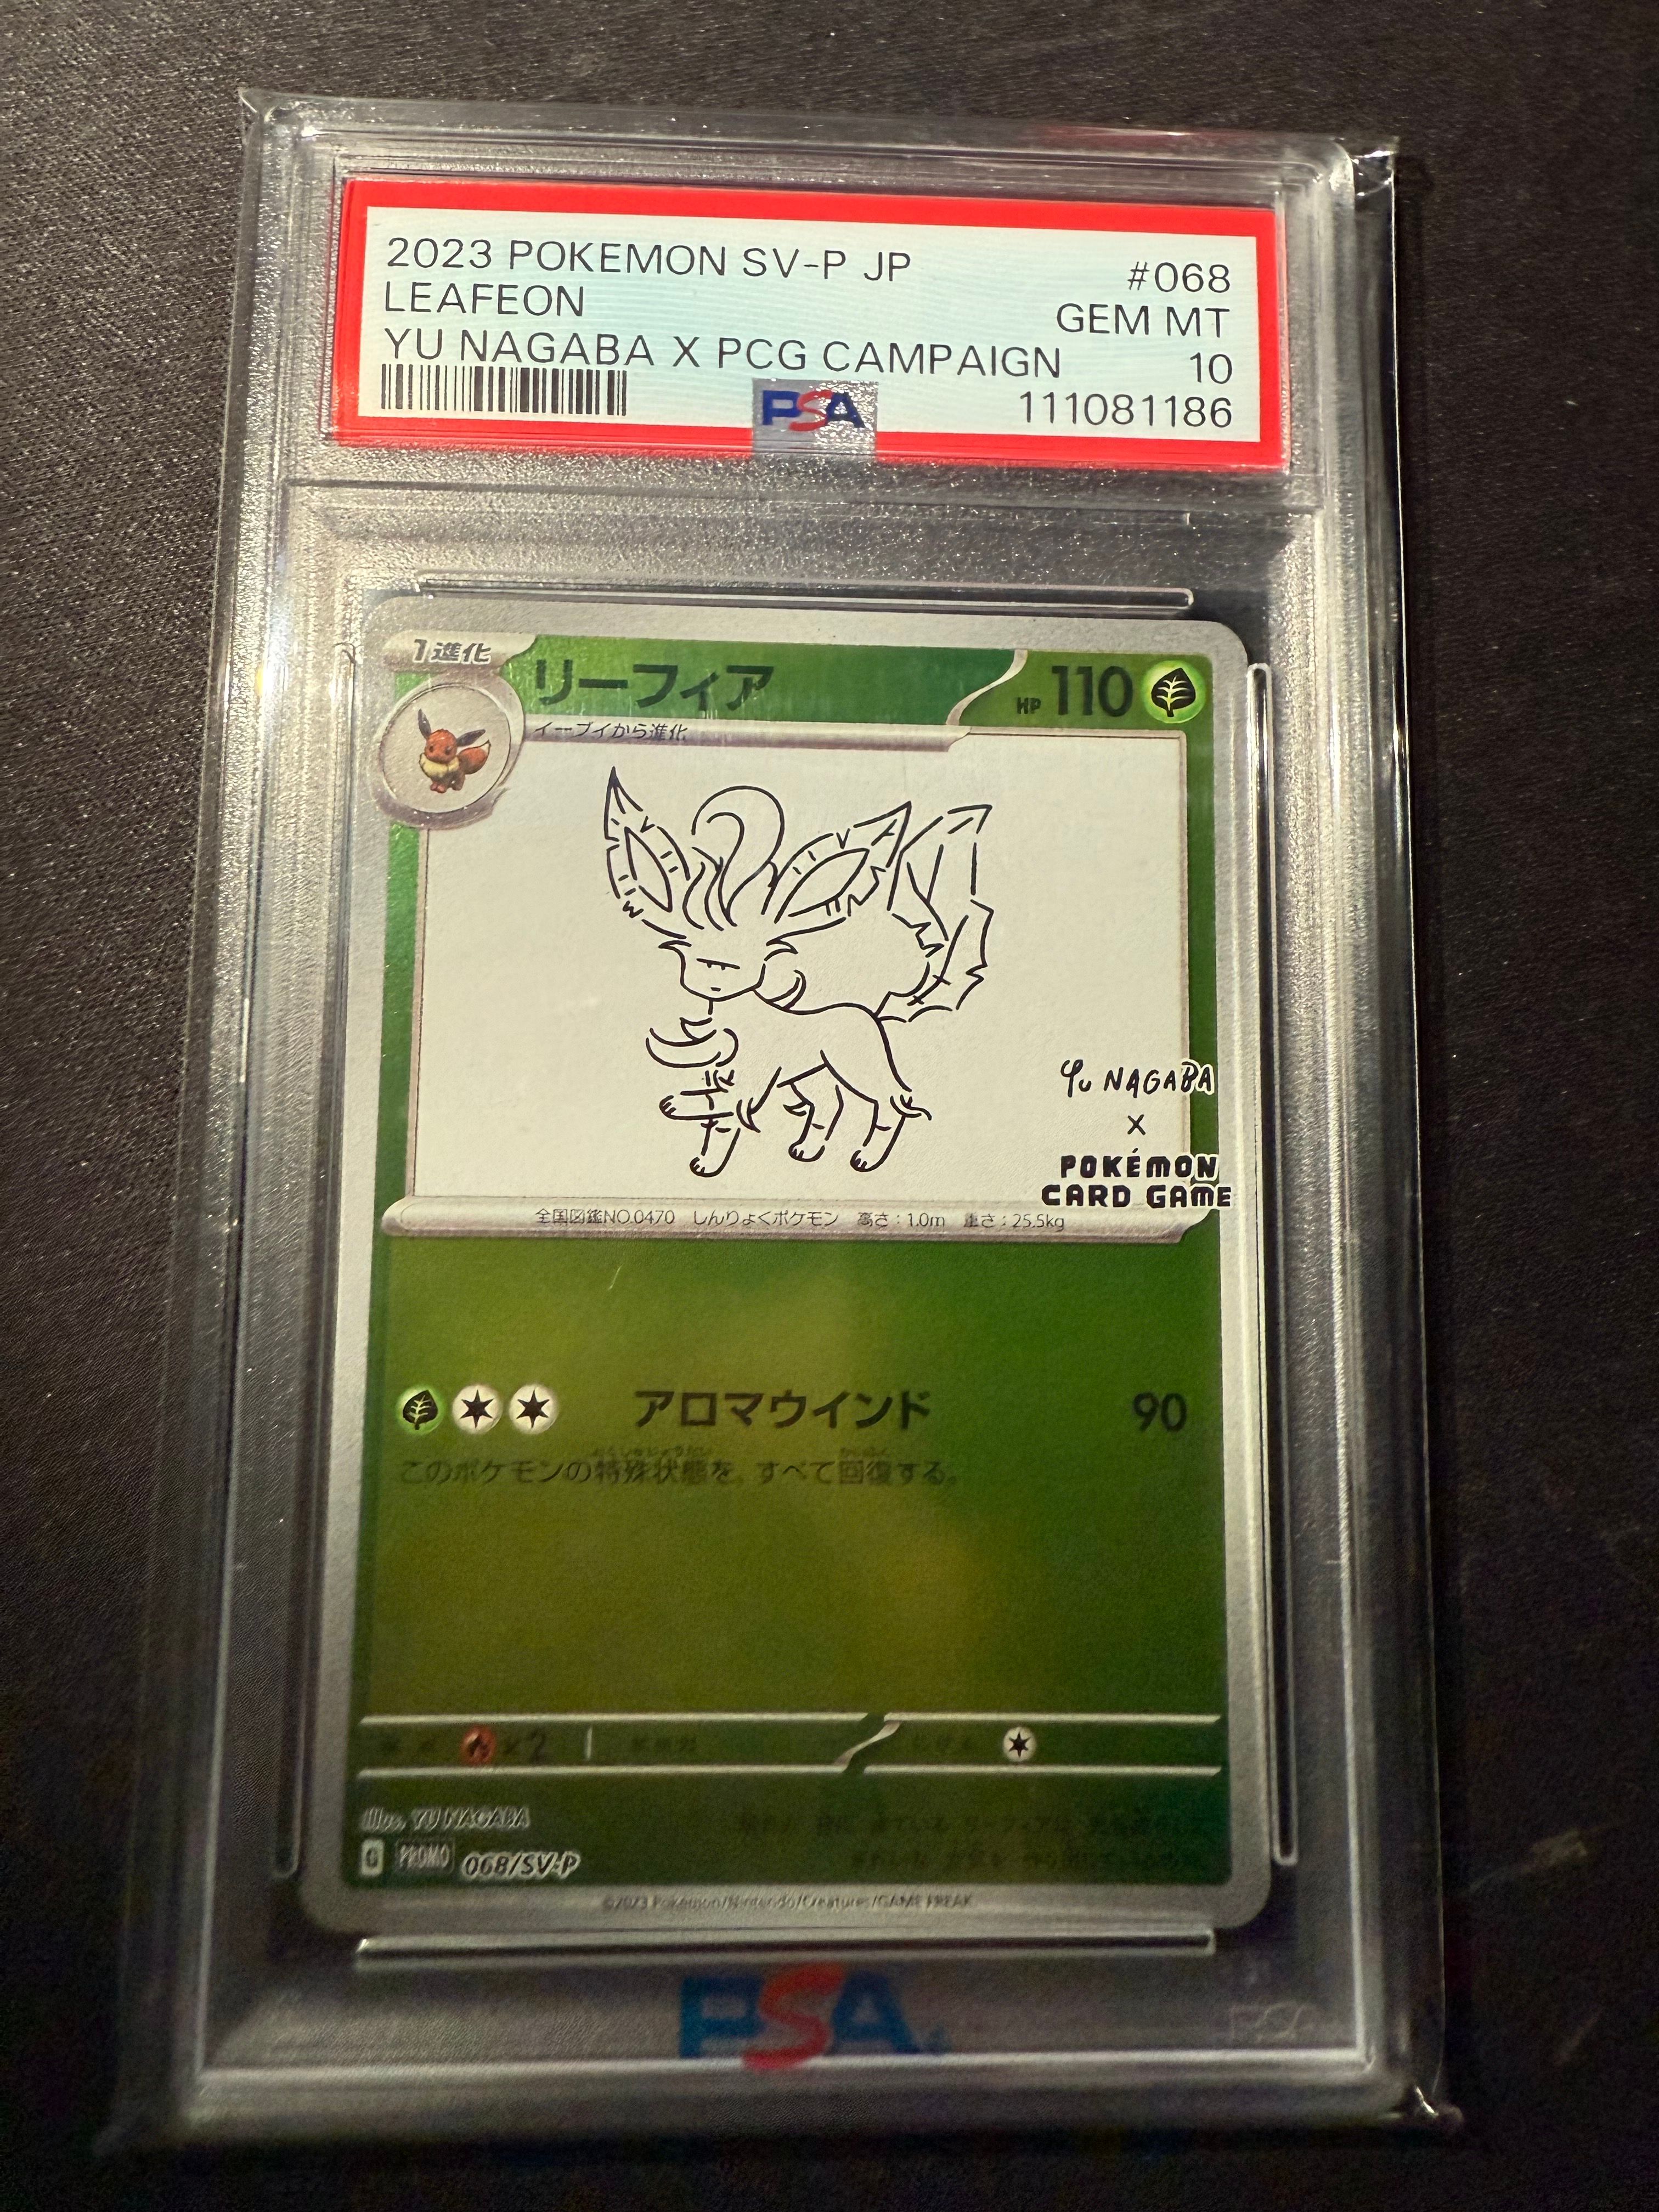 2023 POKEMON SV-P JP
#068
LEAFEON
GEM MT
YU NAGABA X PCG CAMPAIGN
10
PSA
111081186
1進化
リーフィア
HP 110
イーブイから進化
Yu NAGABA
X
POKÉMON
CARD GAME
全国図鑑NO.0470 しんりょくポケモン 高さ:1.0m 重さ:25.5kg
アロマウインド 90
このポケモンの特殊状態を、すべて回復する。
×2
Illus. YU NAGABA
G PROMO 068/SV-P
©2023 Pokémon/Nintendo/Creatures/GAME FREAK
PSA